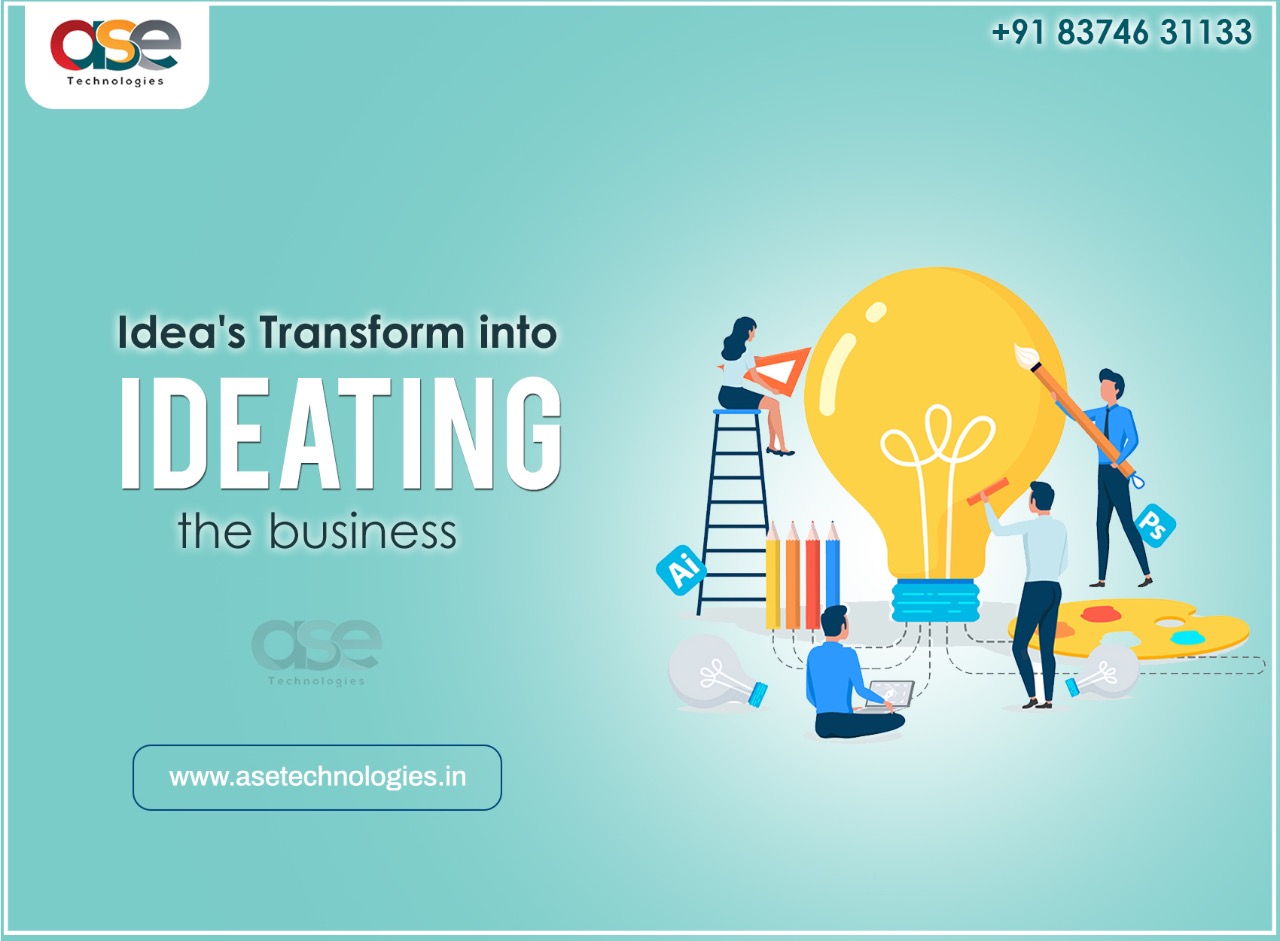 ase
Technologies
+91 83746 31133
Idea's Transform into
IDEATING
the business
Ai
Ps
ase
Technologies
www.asetechnologies.in